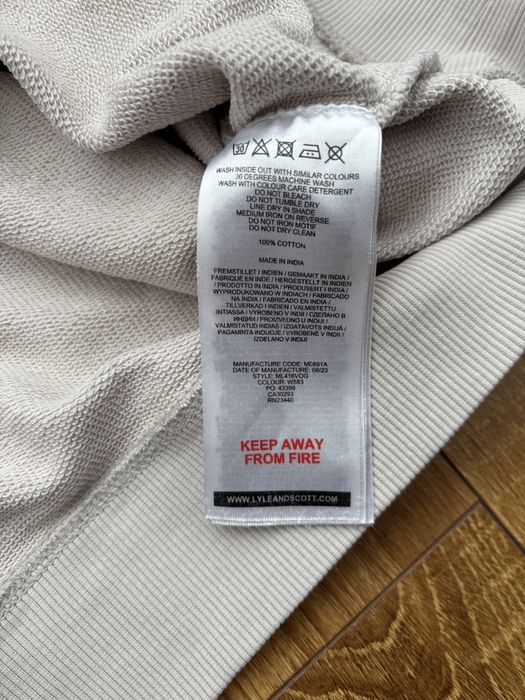 30
WASH INSIDE OUT WITH SIMILAR COLOURS
30 DEGREES MACHINE WASH
WASH WITH COLOUR CARE DETERGENT
DO NOT BLEACH
DO NOT TUMBLE DRY
LINE DRY IN SHADE
MEDIUM IRON ON REVERSE
DO NOT IRON MOTIF
DO NOT DRY CLEAN
100% COTTON
MADE IN INDIA
FREMSTILLET I INDIEN / GEMAAKT IN INDIA /
FABRIQUÉ EN INDE / HERGESTELLT IN INDIEN
/ PRODOTTO IN INDIA / PRODUSERT I INDIA /
WYPRODUKOWANO W INDIACH / FABRICADO
NA ÍNDIA / FABRICADO EN INDIA /
TILLVERKAD I INDIEN / VALMISTETTU
INTIASSA / VYROBENO V INDII / СДЕЛАНО В
ИНДИИ / PROIZVEDENO U INDIJI /
VALMISTATUD INDIAS / IZGATAVOTS INDIJĀ /
PAGAMINTA INDIJOJE / VYROBENÉ V INDII /
IZDELANO V INDIJI
MANUFACTURE CODE: M0891A
DATE OF MANUFACTURE: 06/23
STYLE: ML416VOG
COLOUR: W583
PO: 43399
CA30293
RN23440
KEEP AWAY
FROM FIRE
WWW.LYLEANDSCOTT.COM